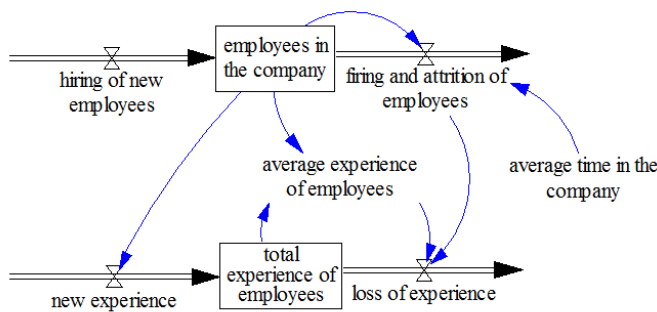 employees in
the company
hiring of new
employees
firing and attrition of
employees
average experience
of employees
average time in the
company
total
experience of
employees
new experience
loss of experience